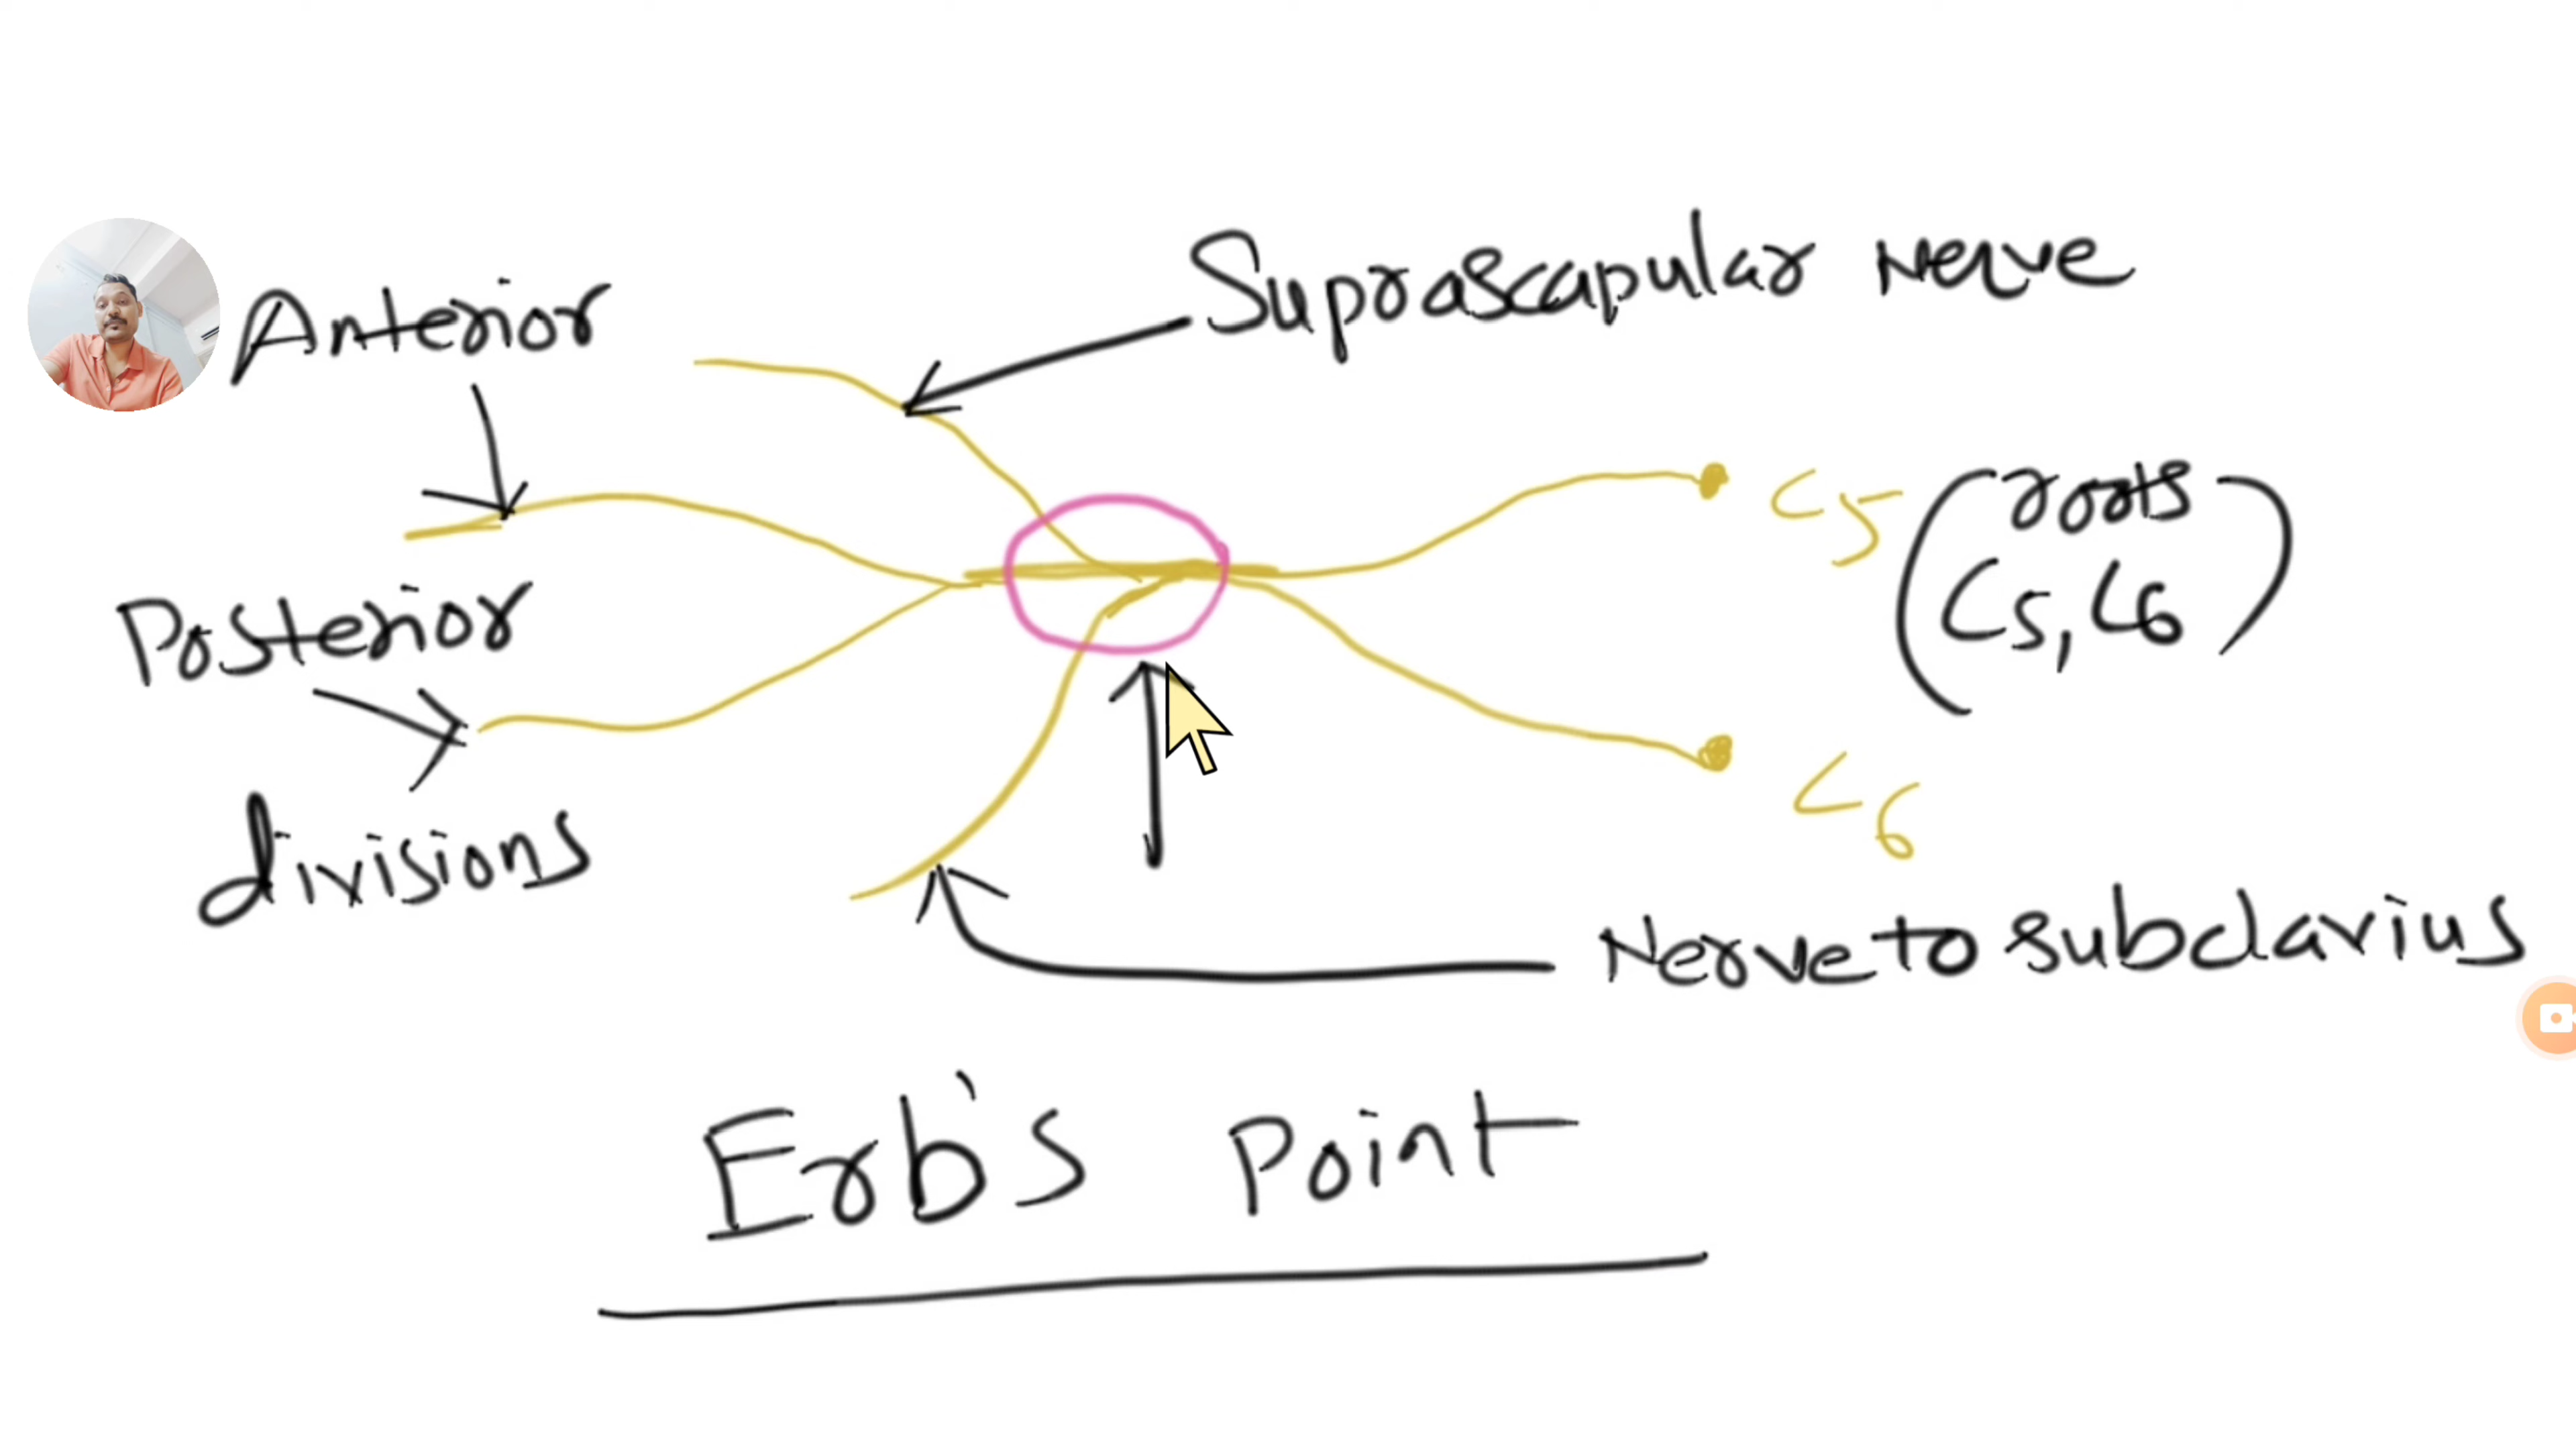 Suprascapular nerve
Anterior
C5
(roots
C5, C6)
Posterior
C6
divisions
Nerve to subclavius
Erb's Point